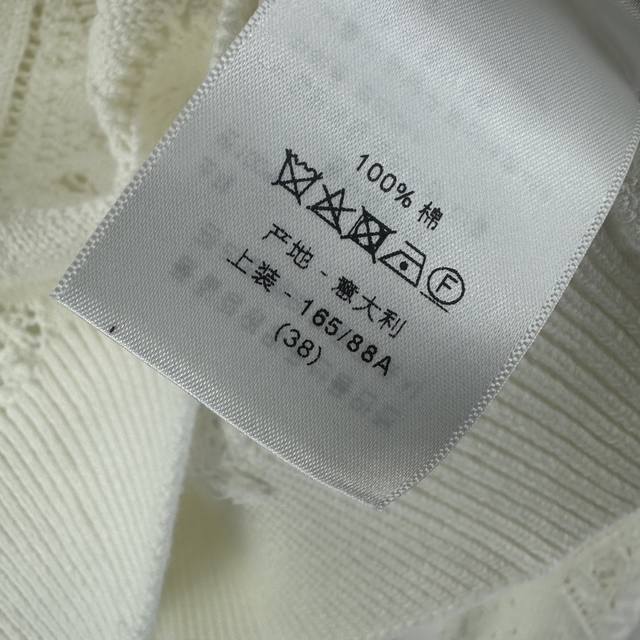 100% 棉
F
产地 - 意大利
上装 - 165/88A
(38)